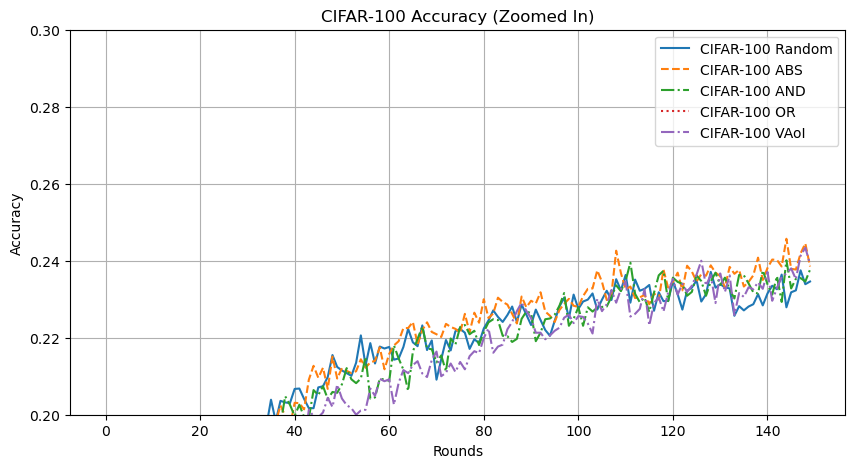 CIFAR-100 Accuracy (Zoomed In)
0.30
0.28
0.26
0.24
0.22
0.20
Accuracy
CIFAR-100 Random
CIFAR-100 ABS
CIFAR-100 AND
CIFAR-100 OR
CIFAR-100 VAoI
0 20 40 60 80 100 120 140
Rounds